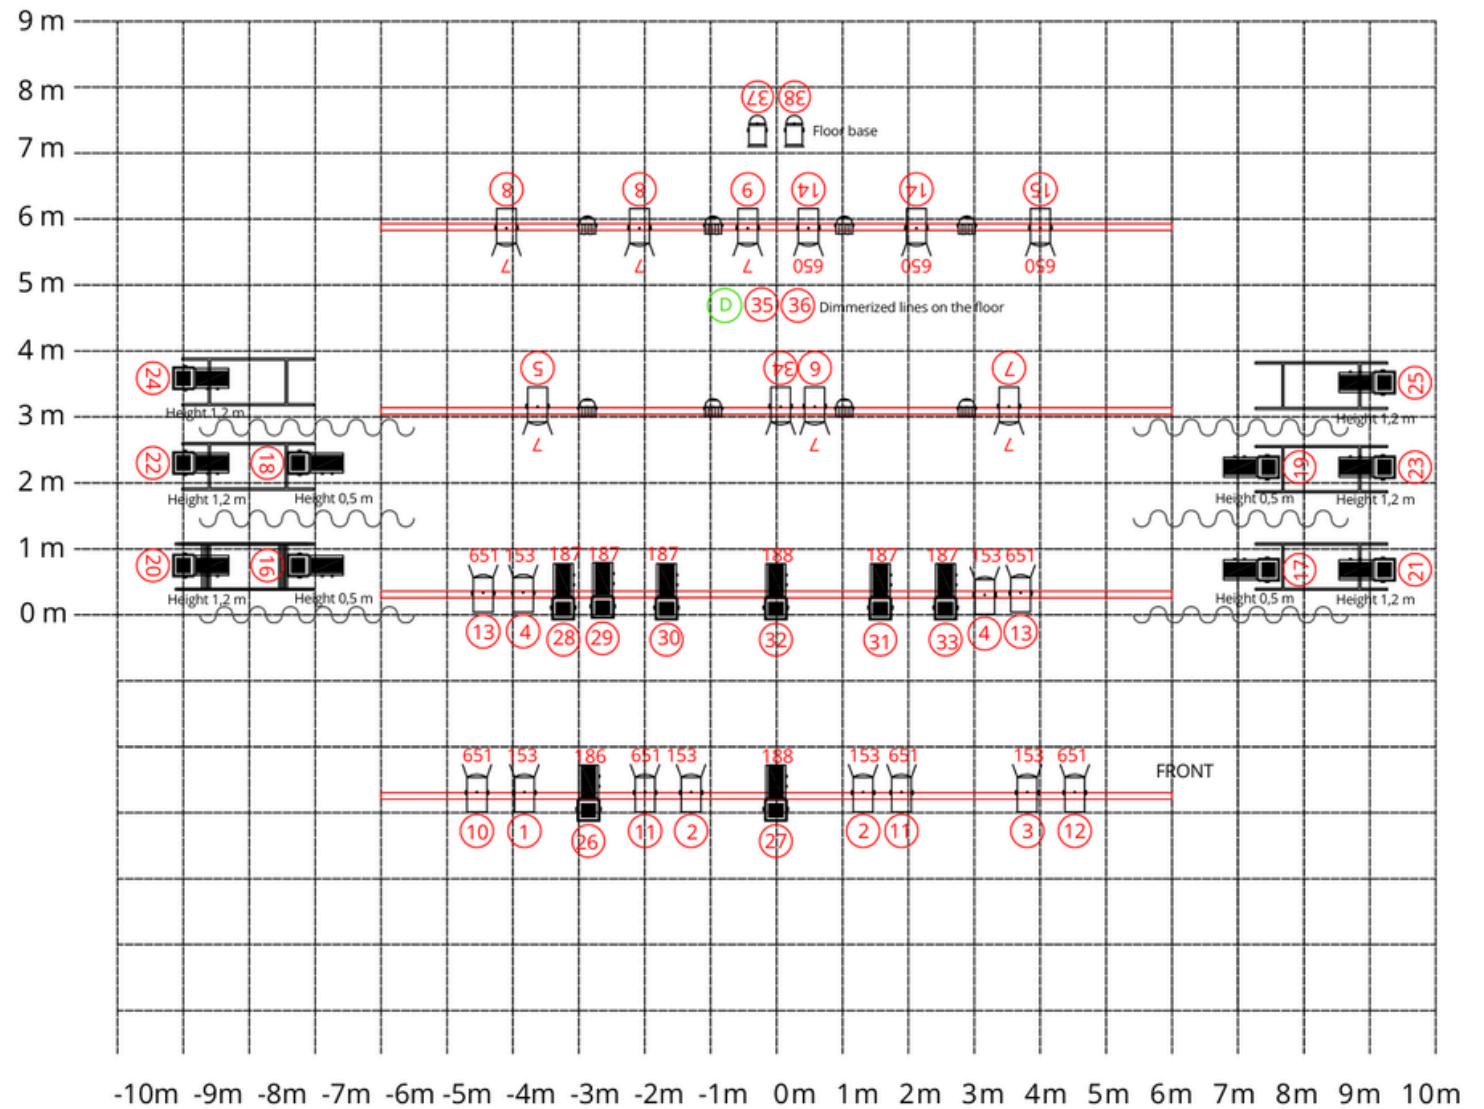 9 m
8 m
37 38
Floor base
7 m
8 8 9 14 14 15
6 m
7 7 7 650 650 650
5 m
D 35 36 Dimmerized lines on the floor
4 m
5 34 6 7
24 25
Height 1,2 m Height 1,2 m
3 m
7 7 7
22 18 19 23
2 m
Height 1,2 m Height 0,5 m Height 0,5 m Height 1,2 m
1 m
651 153 187 187 187 188 187 187 153 651
20 16 17 21
Height 1,2 m Height 0,5 m Height 0,5 m Height 1,2 m
0 m
13 4 28 29 30 32 31 33 4 13
651 153 186 651 153 188 153 651 153 651
FRONT
10 1 26 11 2 27 2 11 3 12
-10m -9m -8m -7m -6m -5m -4m -3m -2m -1m 0m 1m 2m 3m 4m 5m 6m 7m 8m 9m 10m